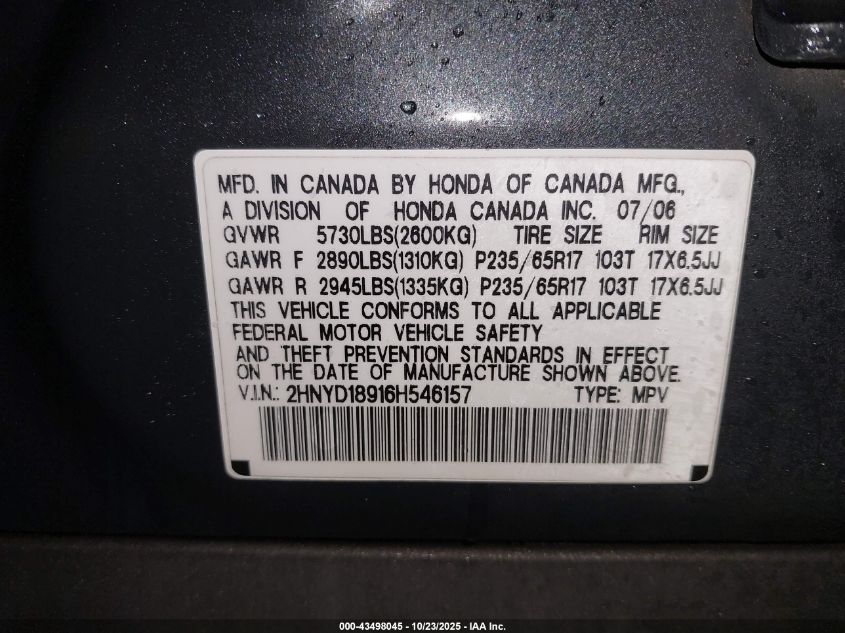 MFD. IN CANADA BY HONDA OF CANADA MFG.,
A DIVISION OF HONDA CANADA INC. 07/06
GVWR 5730LBS(2600KG) TIRE SIZE RIM SIZE
GAWR F 2890LBS(1310KG) P235/65R17 103T 17X6.5JJ
GAWR R 2945LBS(1335KG) P235/65R17 103T 17X6.5JJ
THIS VEHICLE CONFORMS TO ALL APPLICABLE
FEDERAL MOTOR VEHICLE SAFETY
AND THEFT PREVENTION STANDARDS IN EFFECT
ON THE DATE OF MANUFACTURE SHOWN ABOVE.
V.I.N.: 2HNYD18916H546157 TYPE: MPV
000-43498045 - 10/23/2025 - IAA Inc.